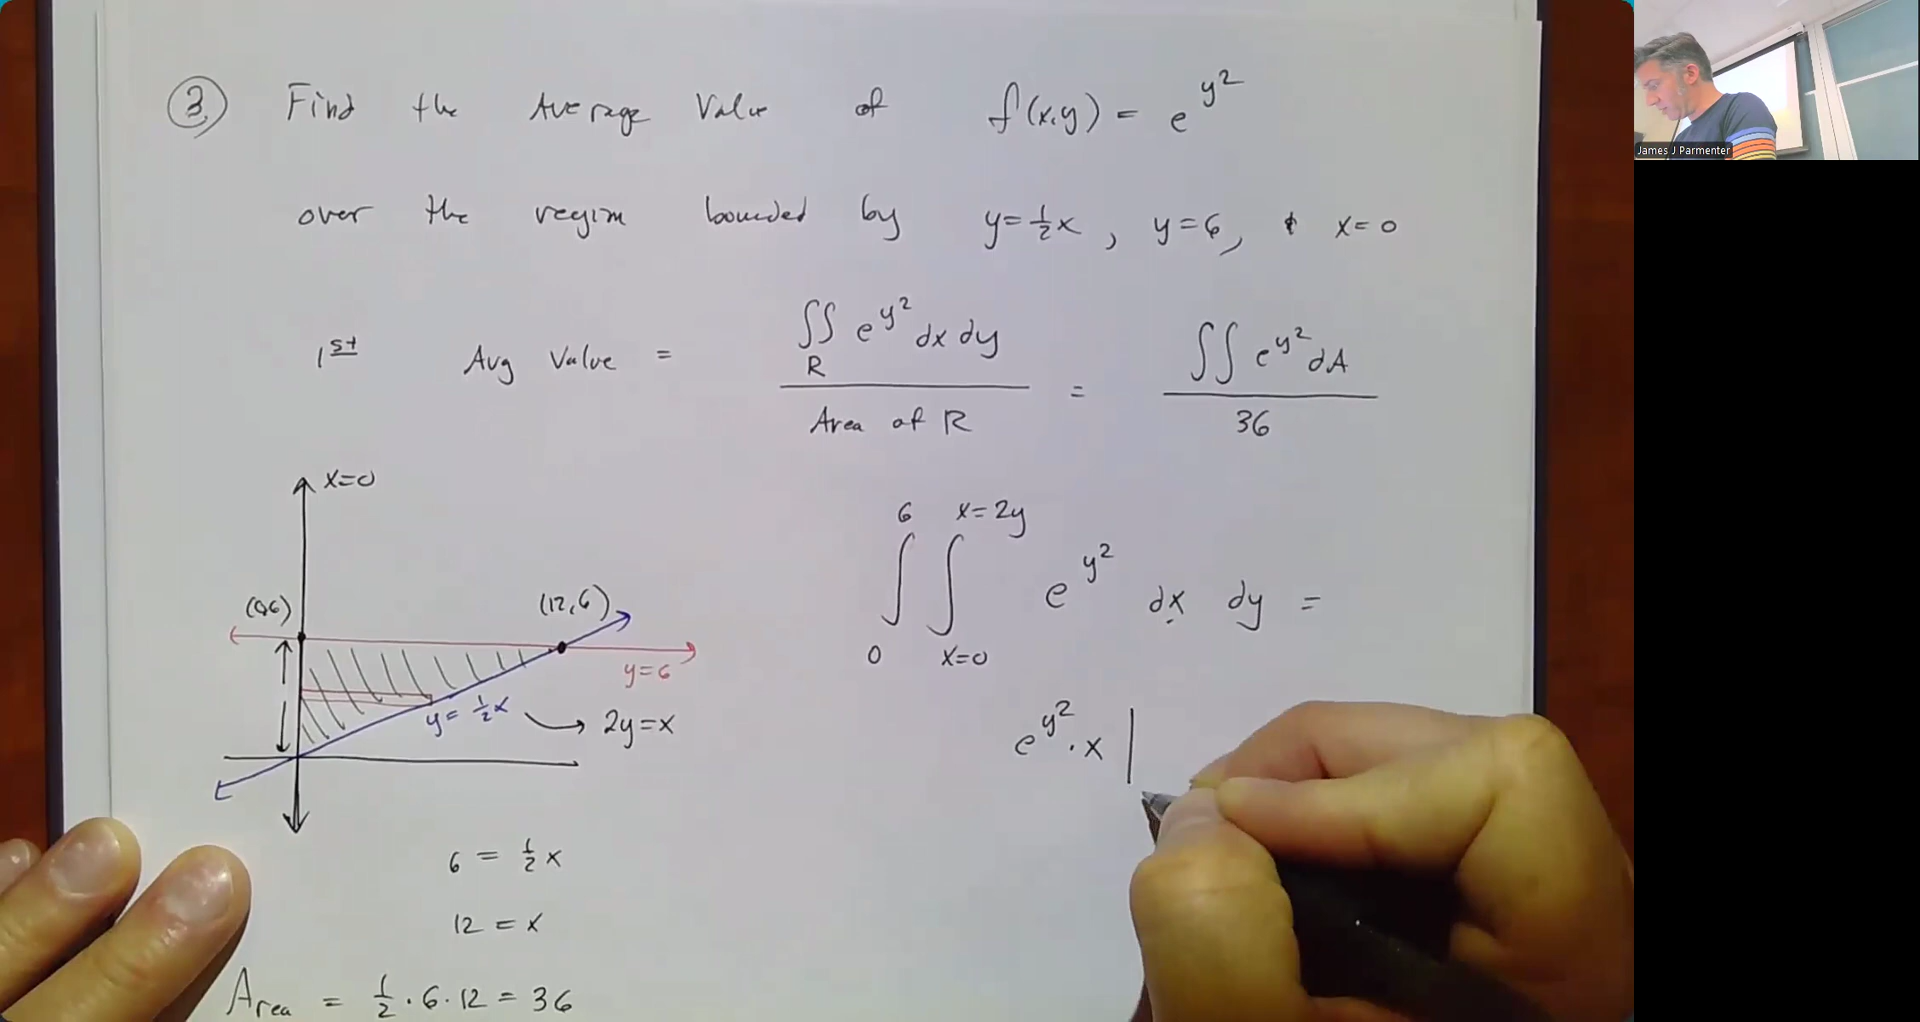 3. Find the Average Value of f(x,y) = e^{y^2}
over the region bounded by y=½x, y=6, & x=0
1st Avg Value = ∬_R e^{y^2} dx dy / Area of R = ∬ e^{y^2} dA / 36
x=0
(0,6)
(12,6)
y=6
y=½x → 2y=x
6 = ½x
12 = x
Area = ½·6·12 = 36
∫_0^6 ∫_{x=0}^{x=2y} e^{y^2} dx dy =
e^{y^2}·x |
James J Parmenter